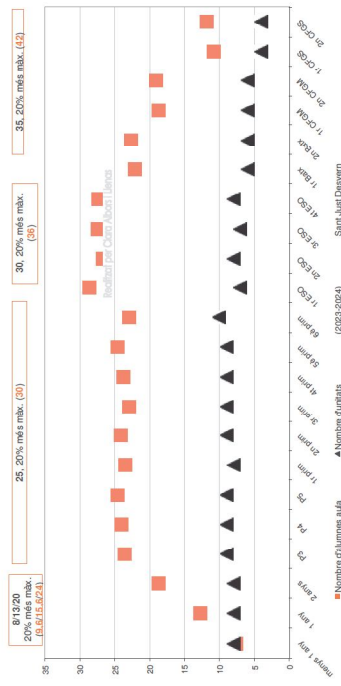 8/13/20
20% més màx.
(9.6/15.6/24)
25, 20% més màx. (30)
30, 20% més màx.
(36)
35, 20% més màx. (42)
35
30
25
20
15
10
5
0
Realitzat per Clara Alboni i Llenas
menys 1 any
1 any
2 anys
P3
P4
P5
1r prim
2n prim
3r prim
4t prim
5è prim
6è prim
1r ESO
2n ESO
3r ESO
4t ESO
1r Batx
2n Batx
1r CFGM
2n CFGM
1r CFGS
2n CFGS
Nombre d'alumnes aula
Nombre d'unitats
(2023-2024)
Sant Just Desvern